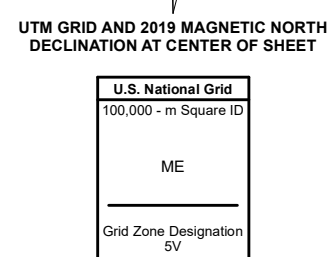 UTM GRID AND 2019 MAGNETIC NORTH
DECLINATION AT CENTER OF SHEET
U.S. National Grid
100,000 - m Square ID
ME
Grid Zone Designation
5V